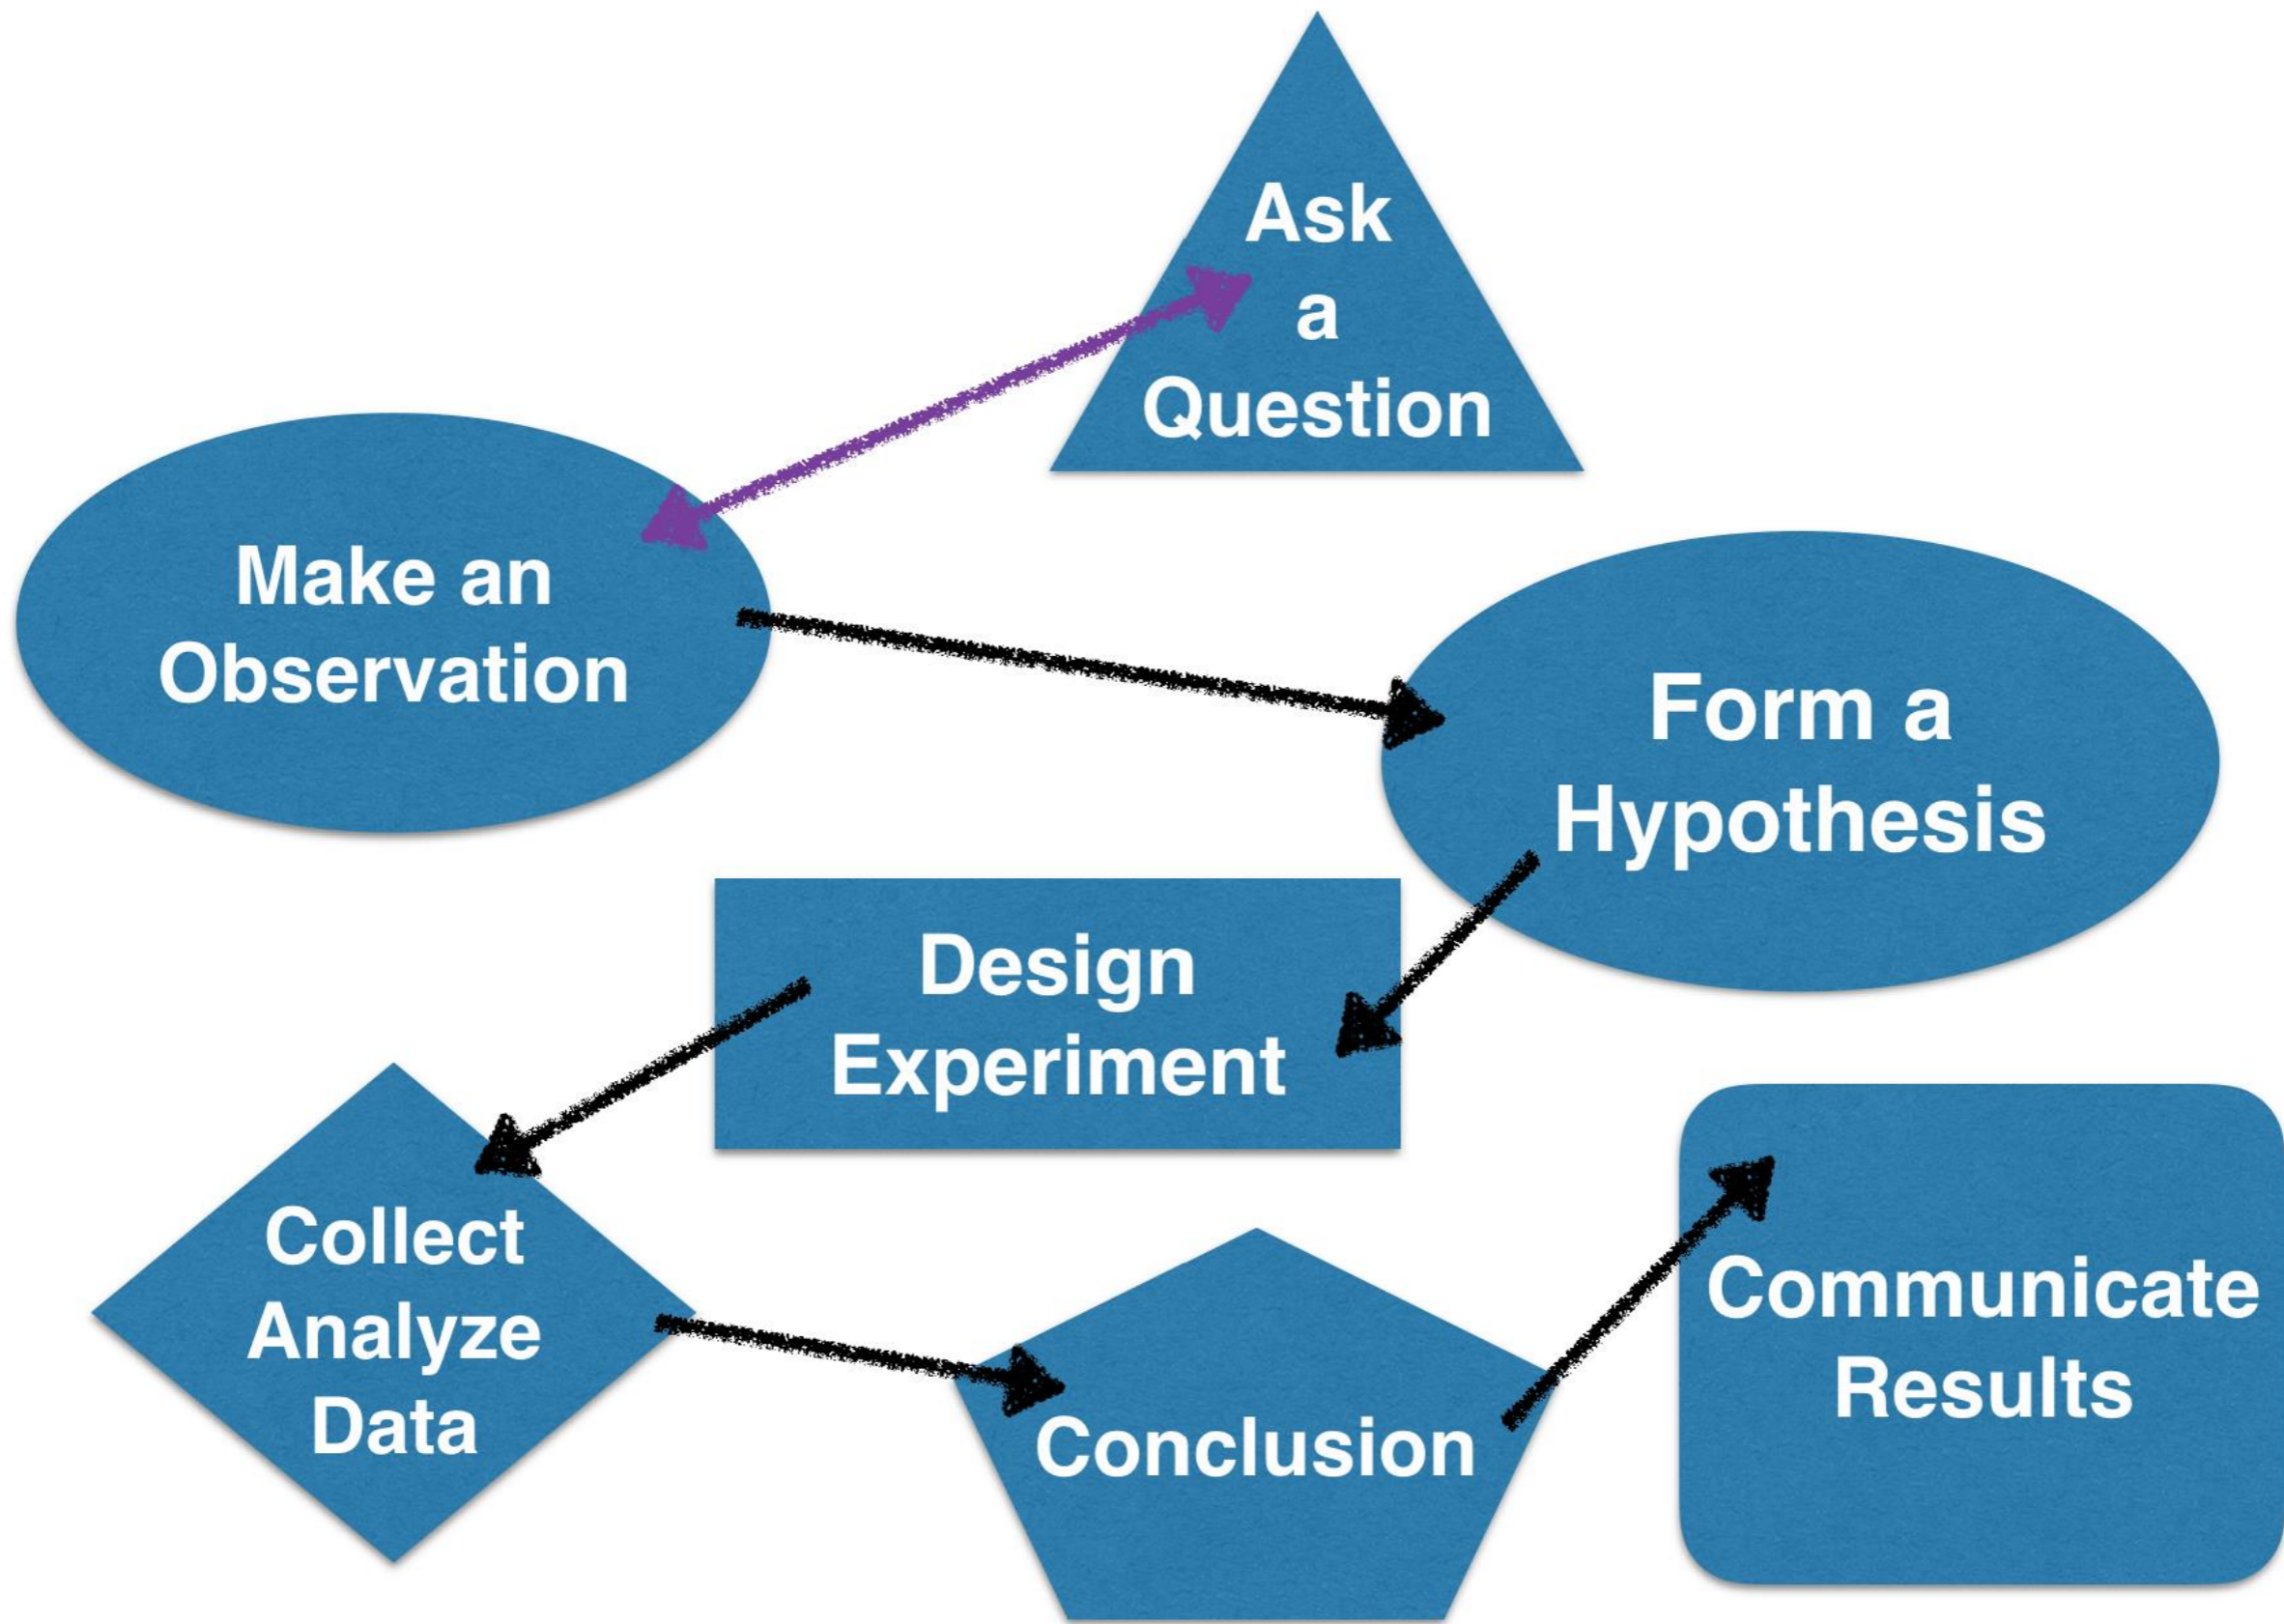 Ask
a
Question
Make an
Observation
Form a
Hypothesis
Design
Experiment
Collect
Analyze
Data
Conclusion
Communicate
Results